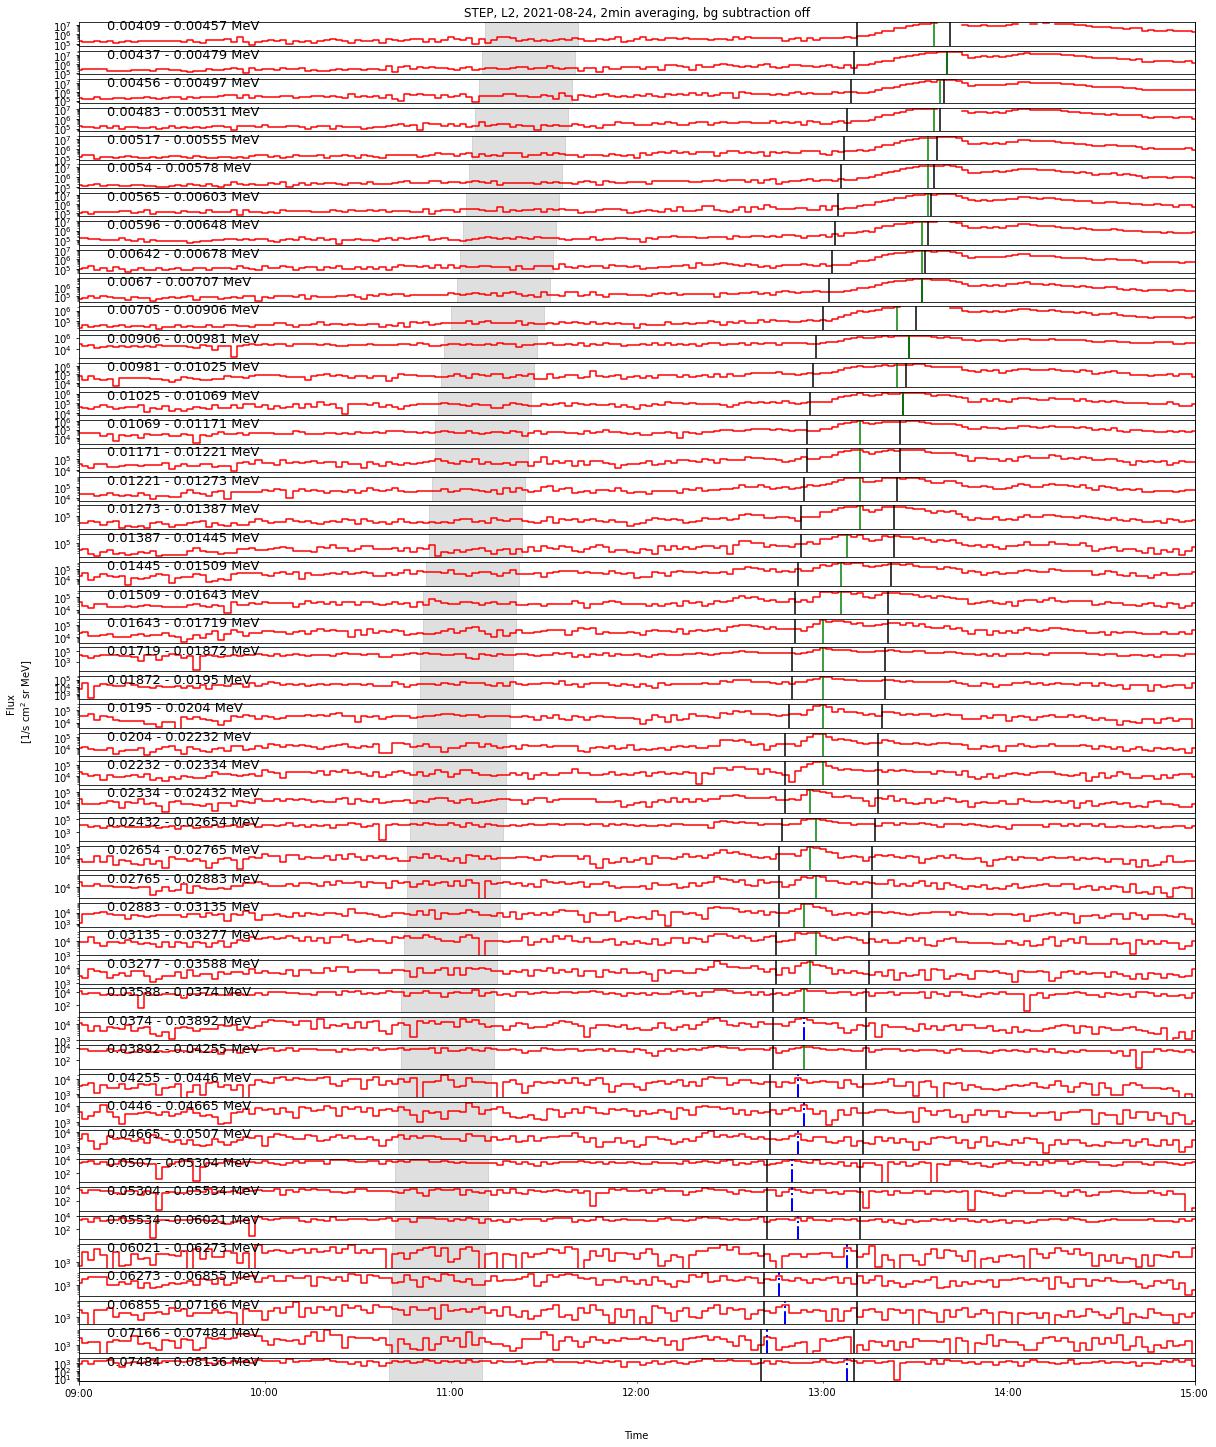 STEP, L2, 2021-08-24, 2min averaging, bg subtraction off
0.00409 - 0.00457 MeV
0.00437 - 0.00479 MeV
0.00456 - 0.00497 MeV
0.00483 - 0.00531 MeV
0.00517 - 0.00555 MeV
0.0054 - 0.00578 MeV
0.00565 - 0.00603 MeV
0.00596 - 0.00648 MeV
0.00642 - 0.00678 MeV
0.0067 - 0.00707 MeV
0.00705 - 0.00906 MeV
0.00906 - 0.00981 MeV
0.00981 - 0.01025 MeV
0.01025 - 0.01069 MeV
0.01069 - 0.01171 MeV
0.01171 - 0.01221 MeV
0.01221 - 0.01273 MeV
0.01273 - 0.01387 MeV
0.01387 - 0.01445 MeV
0.01445 - 0.01509 MeV
0.01509 - 0.01643 MeV
0.01643 - 0.01719 MeV
0.01719 - 0.01872 MeV
0.01872 - 0.0195 MeV
0.0195 - 0.0204 MeV
0.0204 - 0.02232 MeV
0.02232 - 0.02334 MeV
0.02334 - 0.02432 MeV
0.02432 - 0.02654 MeV
0.02654 - 0.02765 MeV
0.02765 - 0.02883 MeV
0.02883 - 0.03135 MeV
0.03135 - 0.03277 MeV
0.03277 - 0.03588 MeV
0.03588 - 0.0374 MeV
0.0374 - 0.03892 MeV
0.03892 - 0.04255 MeV
0.04255 - 0.0446 MeV
0.0446 - 0.04665 MeV
0.04665 - 0.0507 MeV
0.0507 - 0.05304 MeV
0.05304 - 0.05534 MeV
0.05534 - 0.06021 MeV
0.06021 - 0.06273 MeV
0.06273 - 0.06855 MeV
0.06855 - 0.07166 MeV
0.07166 - 0.07484 MeV
0.07484 - 0.08136 MeV
Flux
[1/s cm² sr MeV]
09:00 10:00 11:00 12:00 13:00 14:00 15:00
Time